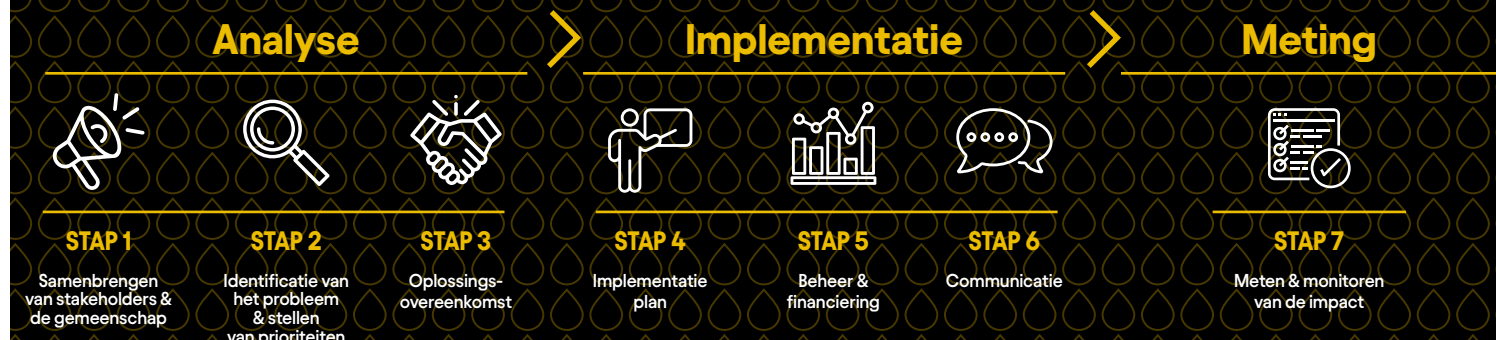 Analyse
Implementatie
Meting
STAP 1
Samenbrengen
van stakeholders &
de gemeenschap
STAP 2
Identificatie van
het probleem
& stellen
van prioriteiten
STAP 3
Oplossings-
overeenkomst
STAP 4
Implementatie
plan
STAP 5
Beheer &
financiering
STAP 6
Communicatie
STAP 7
Meten & monitoren
van de impact